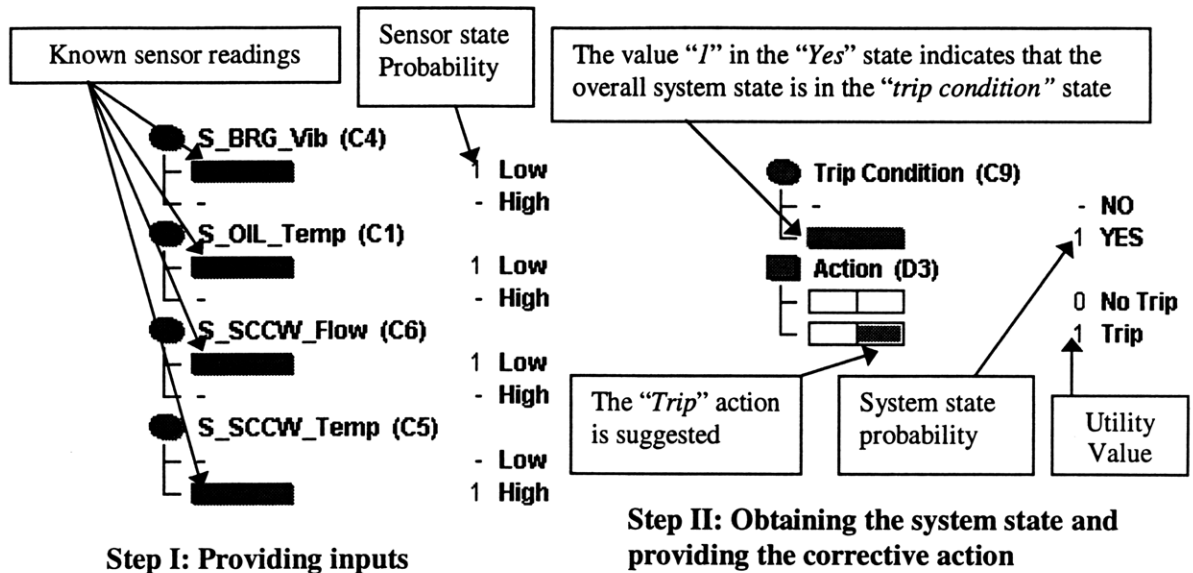 Known sensor readings
Sensor state
Probability
S_BRG_Vib (C4)
1 Low
- - High
S_OIL_Temp (C1)
1 Low
- - High
S_SCCW_Flow (C6)
1 Low
- - High
S_SCCW_Temp (C5)
- - Low
1 High
Step I: Providing inputs
The value “1” in the “Yes” state indicates that the
overall system state is in the “trip condition” state
Trip Condition (C9)
- - NO
1 YES
Action (D3)
0 No Trip
1 Trip
The “Trip” action
is suggested
System state
probability
Utility
Value
Step II: Obtaining the system state and
providing the corrective action